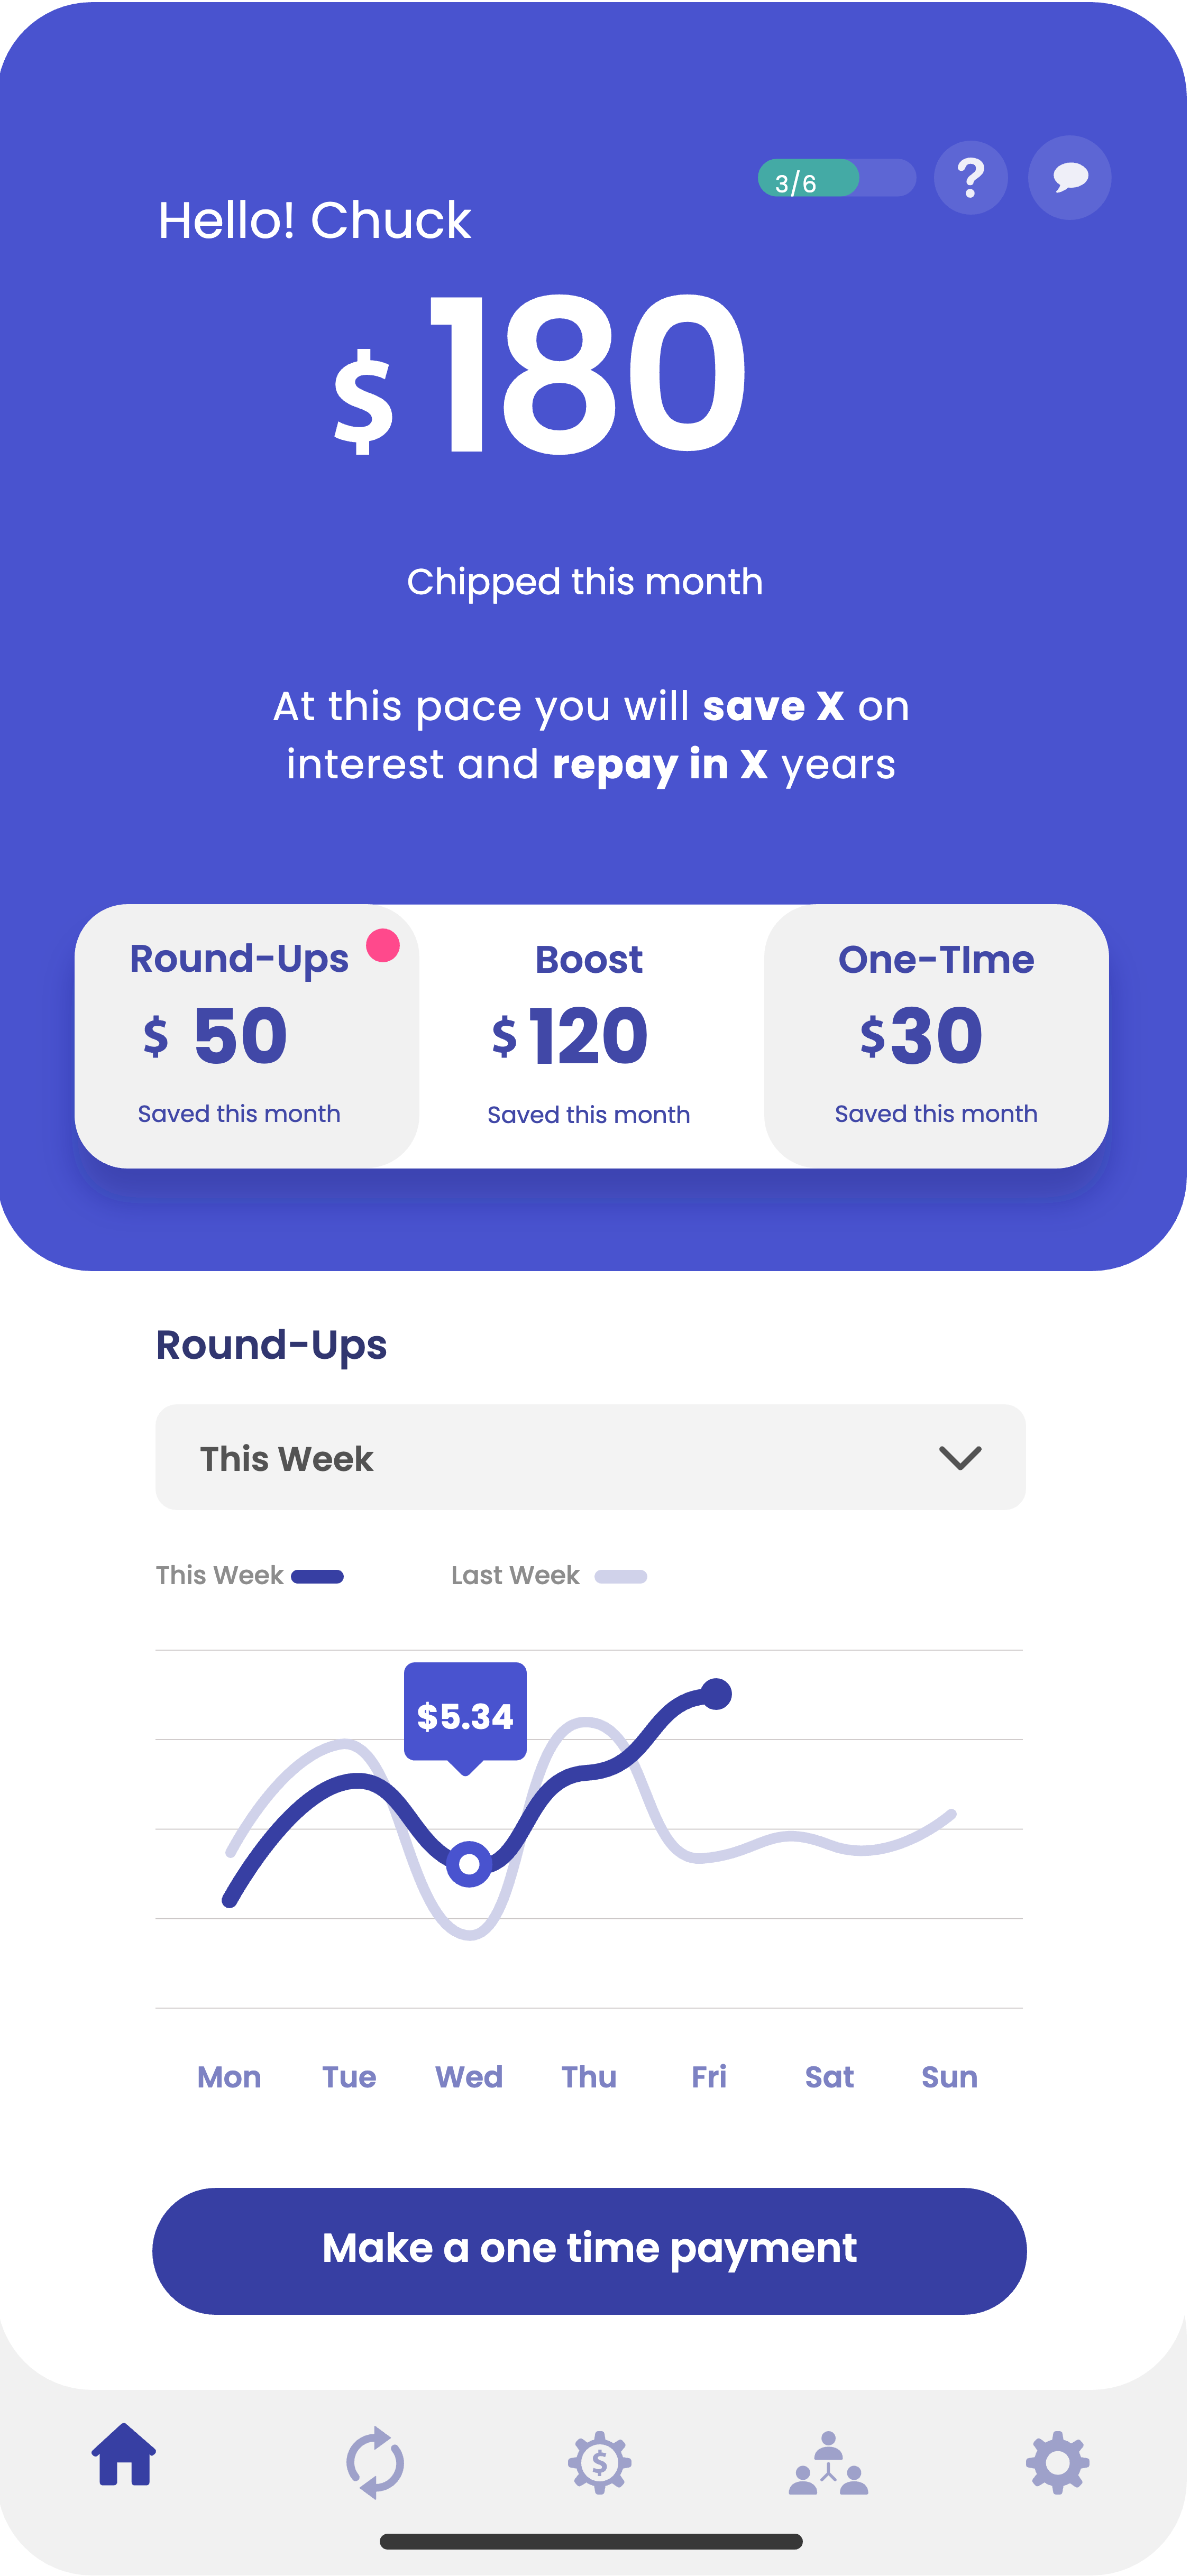 3/6
?
Hello! Chuck
$ 180
Chipped this month
At this pace you will save X on
interest and repay in X years
Round-Ups
$ 50
Saved this month
Boost
$ 120
Saved this month
One-TIme
$30
Saved this month
Round-Ups
This Week
This Week
Last Week
$5.34
Mon Tue Wed Thu Fri Sat Sun
Make a one time payment
$